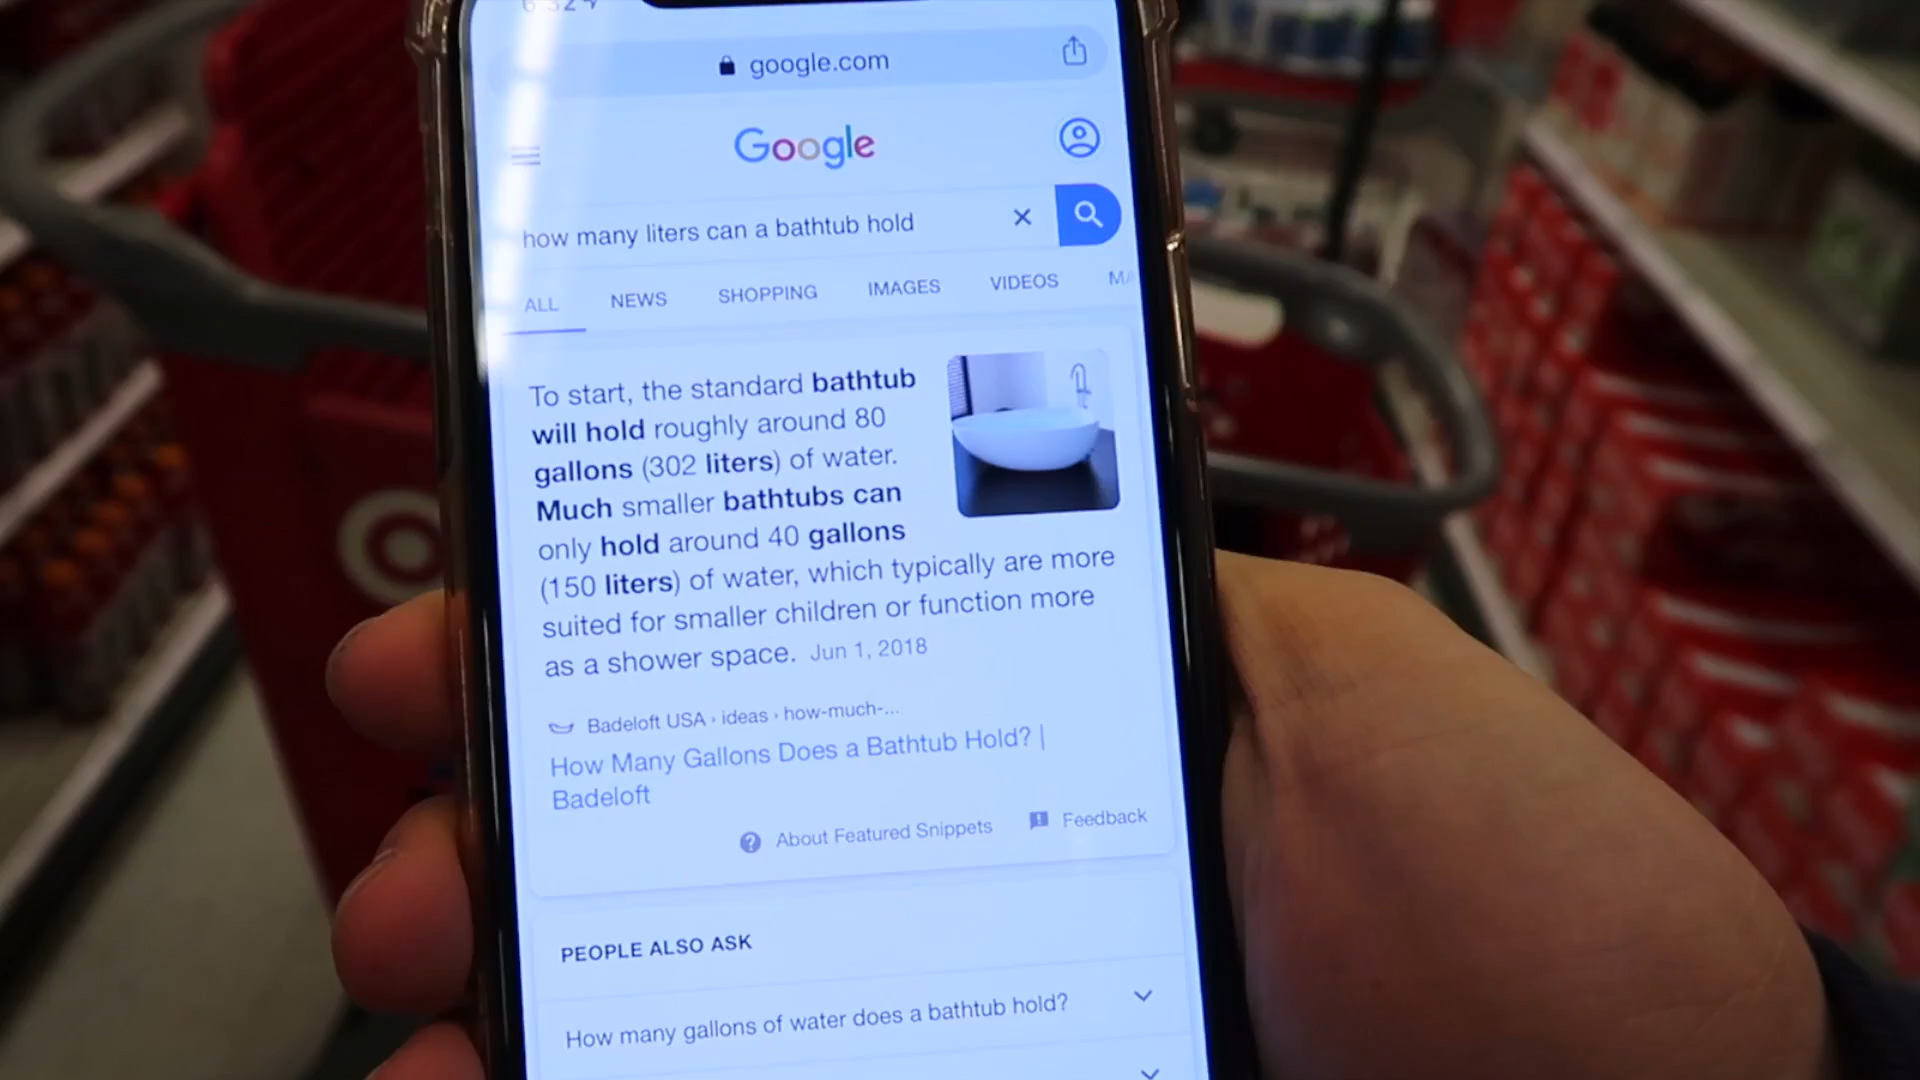 google.com
Google
how many liters can a bathtub hold
ALL NEWS SHOPPING IMAGES VIDEOS
To start, the standard bathtub
will hold roughly around 80
gallons (302 liters) of water.
Much smaller bathtubs can
only hold around 40 gallons
(150 liters) of water, which typically are more
suited for smaller children or function more
as a shower space. Jun 1, 2018
Badeloft USA › ideas › how-much-...
How Many Gallons Does a Bathtub Hold? |
Badeloft
About Featured Snippets Feedback
PEOPLE ALSO ASK
How many gallons of water does a bathtub hold?